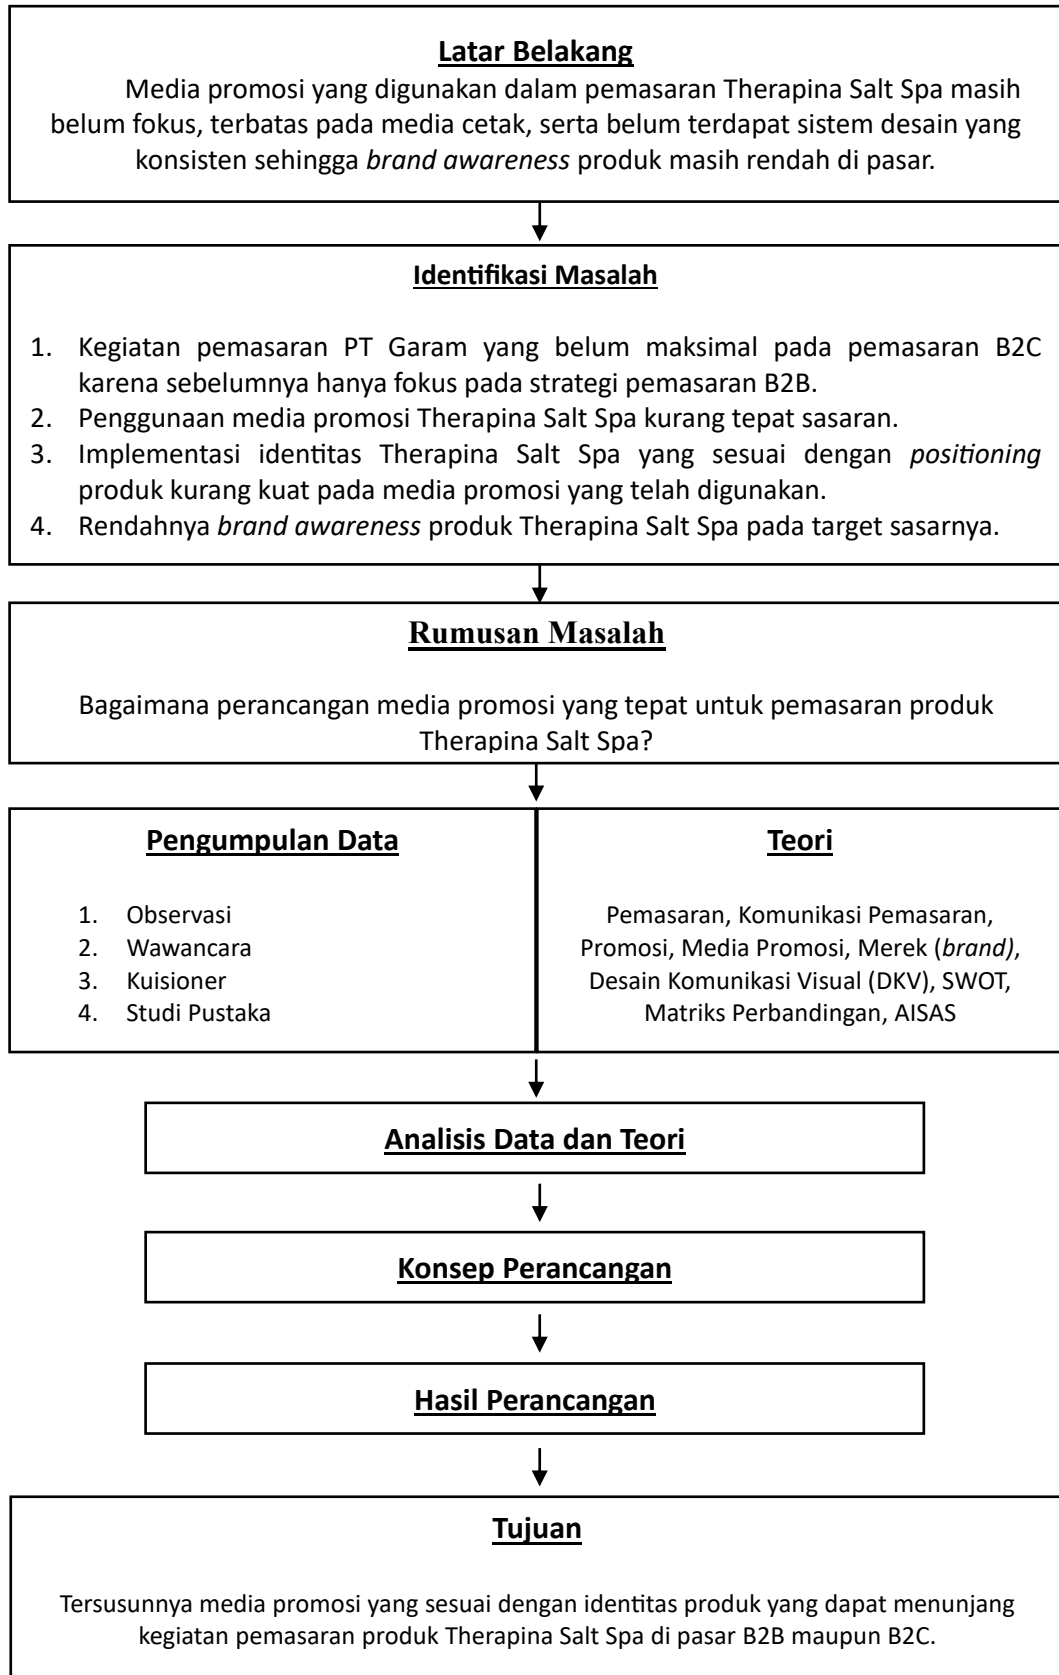 Latar Belakang
Media promosi yang digunakan dalam pemasaran Therapina Salt Spa masih
belum fokus, terbatas pada media cetak, serta belum terdapat sistem desain yang
konsisten sehingga brand awareness produk masih rendah di pasar.
Identifikasi Masalah
1. Kegiatan pemasaran PT Garam yang belum maksimal pada pemasaran B2C
karena sebelumnya hanya fokus pada strategi pemasaran B2B.
2. Penggunaan media promosi Therapina Salt Spa kurang tepat sasaran.
3. Implementasi identitas Therapina Salt Spa yang sesuai dengan positioning
produk kurang kuat pada media promosi yang telah digunakan.
4. Rendahnya brand awareness produk Therapina Salt Spa pada target sasarnya.
Rumusan Masalah
Bagaimana perancangan media promosi yang tepat untuk pemasaran produk
Therapina Salt Spa?
Pengumpulan Data
1. Observasi
2. Wawancara
3. Kuisioner
4. Studi Pustaka
Teori
Pemasaran, Komunikasi Pemasaran,
Promosi, Media Promosi, Merek (brand),
Desain Komunikasi Visual (DKV), SWOT,
Matriks Perbandingan, AISAS
Analisis Data dan Teori
Konsep Perancangan
Hasil Perancangan
Tujuan
Tersusunnya media promosi yang sesuai dengan identitas produk yang dapat menunjang
kegiatan pemasaran produk Therapina Salt Spa di pasar B2B maupun B2C.